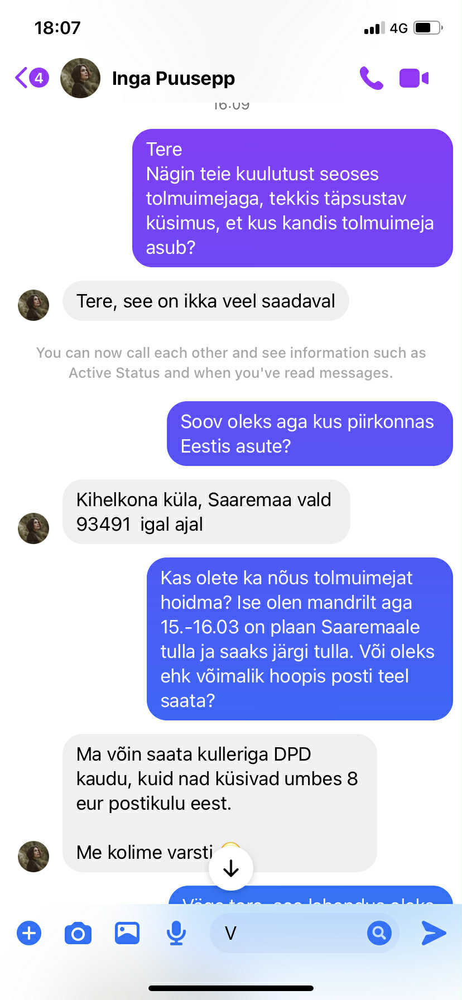 18:07
4G
4
Inga Puusepp
16:09
Tere
Nägin teie kuulutust seoses
tolmuimejaga, tekkis täpsustav
küsimus, et kus kandis tolmuimeja
asub?
Tere, see on ikka veel saadaval
You can now call each other and see information such as
Active Status and when you've read messages.
Soov oleks aga kus piirkonnas
Eestis asute?
Kihelkona küla, Saaremaa vald
93491  igal ajal
Kas olete ka nõus tolmuimejat
hoidma? Ise olen mandrilt aga
15.-16.03 on plaan Saaremaale
tulla ja saaks järgi tulla. Või oleks
ehk võimalik hoopis posti teel
saata?
Ma võin saata kulleriga DPD
kaudu, kuid nad küsivad umbes 8
eur postikulu eest.
Me kolime varsti
Väga tore, see lahendus oleks
V